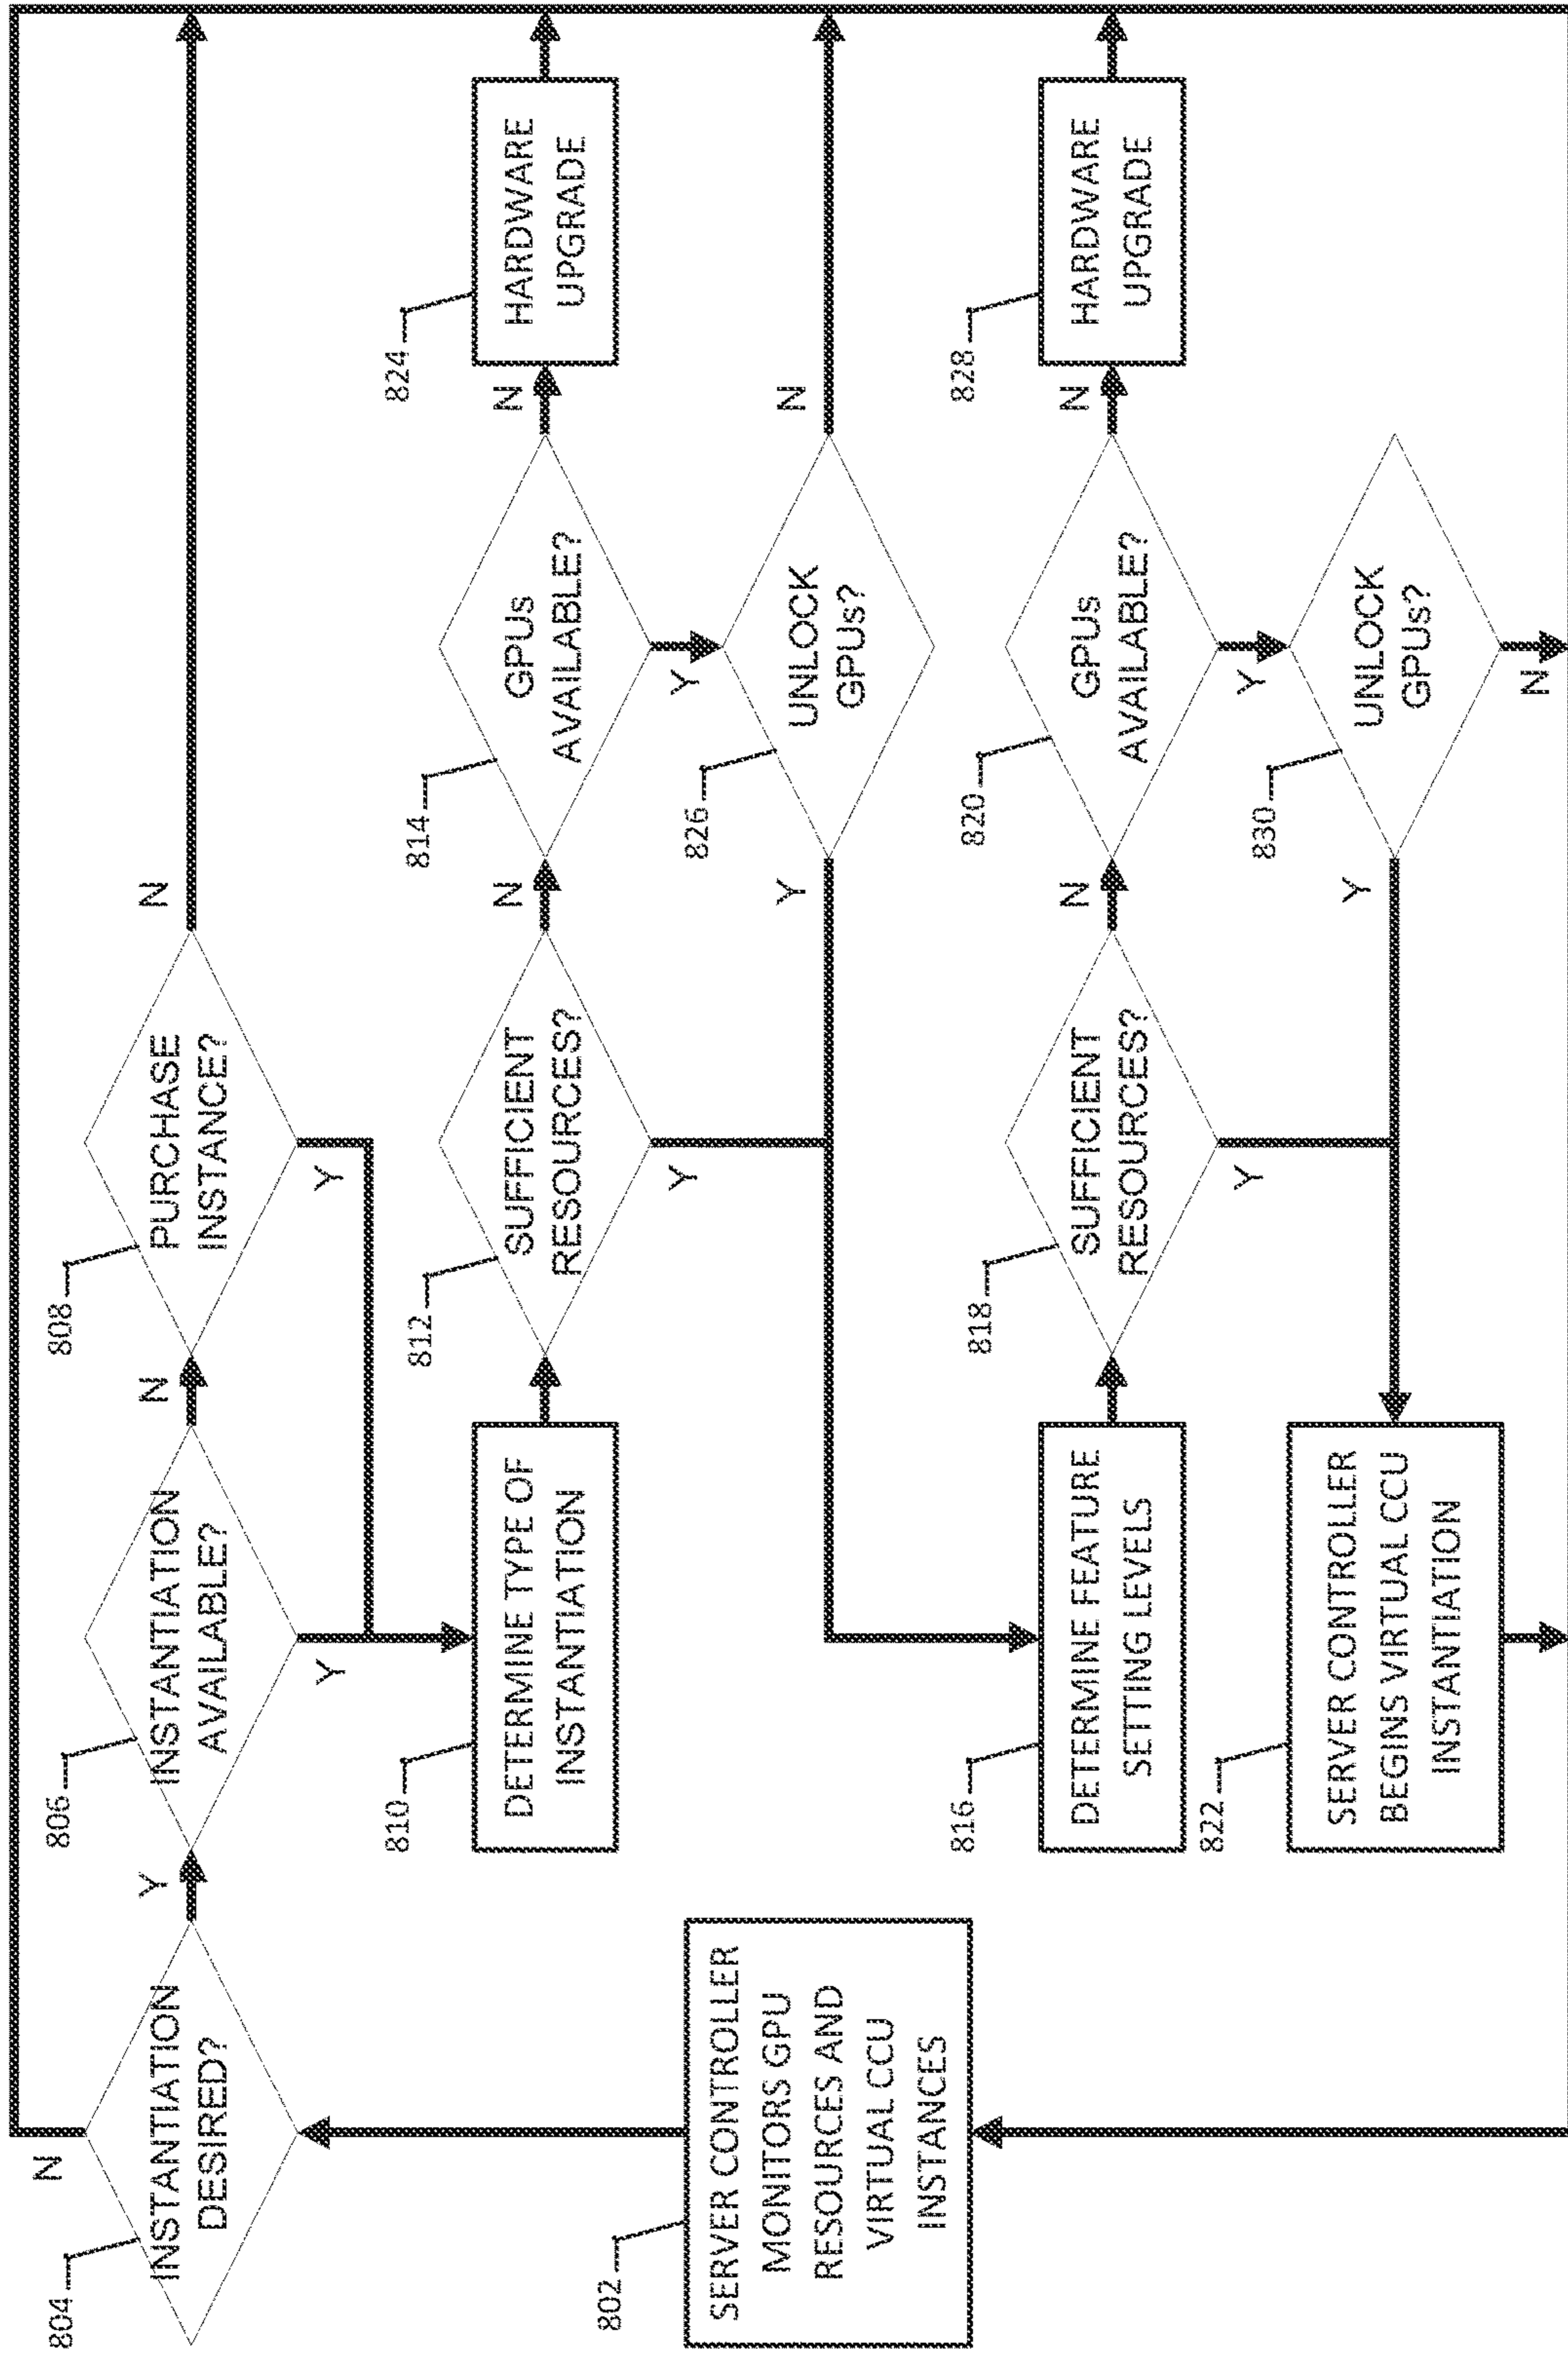 804
INSTANTIATION
DESIRED?
N
Y
806
INSTANTIATION
AVAILABLE?
N
Y
808
PURCHASE
INSTANCE?
N
Y
810
DETERMINE TYPE OF
INSTANTIATION
812
SUFFICIENT
RESOURCES?
N
Y
814
GPUs
AVAILABLE?
N
Y
824
HARDWARE
UPGRADE
826
UNLOCK
GPUs?
Y
N
802
SERVER CONTROLLER
MONITORS GPU
RESOURCES AND
VIRTUAL CCU
INSTANCES
816
DETERMINE FEATURE
SETTING LEVELS
818
SUFFICIENT
RESOURCES?
N
Y
820
GPUs
AVAILABLE?
N
Y
828
HARDWARE
UPGRADE
822
SERVER CONTROLLER
BEGINS VIRTUAL CCU
INSTANTIATION
830
UNLOCK
GPUs?
Y
N